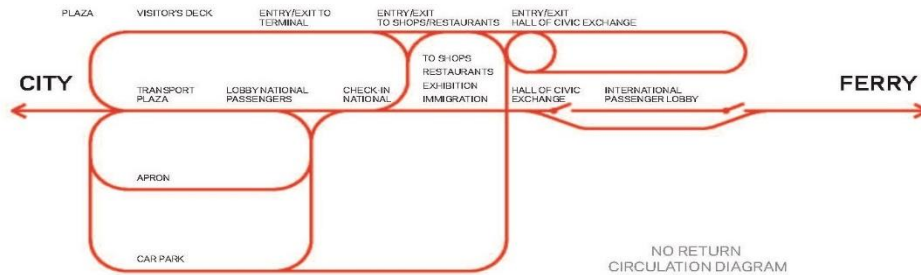 PLAZA
VISITOR'S DECK
ENTRY/EXIT TO
TERMINAL
ENTRY/EXIT
TO SHOPS/RESTAURANTS
ENTRY/EXIT
HALL OF CIVIC EXCHANGE
TO SHOPS
RESTAURANTS
EXHIBITION
IMMIGRATION
CITY
FERRY
TRANSPORT
PLAZA
LOBBY NATIONAL
PASSENGERS
CHECK-IN
NATIONAL
HALL OF CIVIC
EXCHANGE
INTERNATIONAL
PASSENGER LOBBY
APRON
CAR PARK
NO RETURN
CIRCULATION DIAGRAM